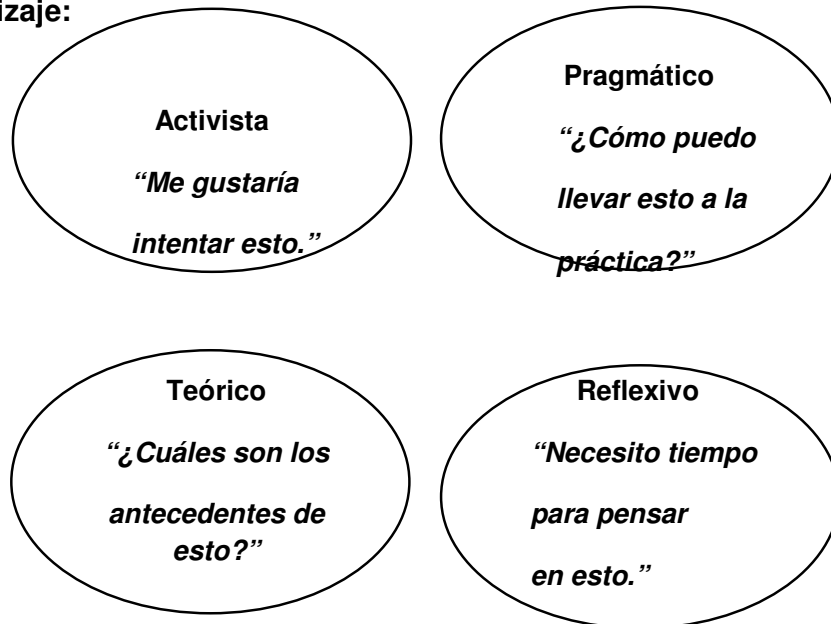 izaje:
Activista
“Me gustaría
intentar esto.”
Pragmático
“¿Cómo puedo
llevar esto a la
práctica?”
Teórico
“¿Cuáles son los
antecedentes de
esto?”
Reflexivo
“Necesito tiempo
para pensar
en esto.”